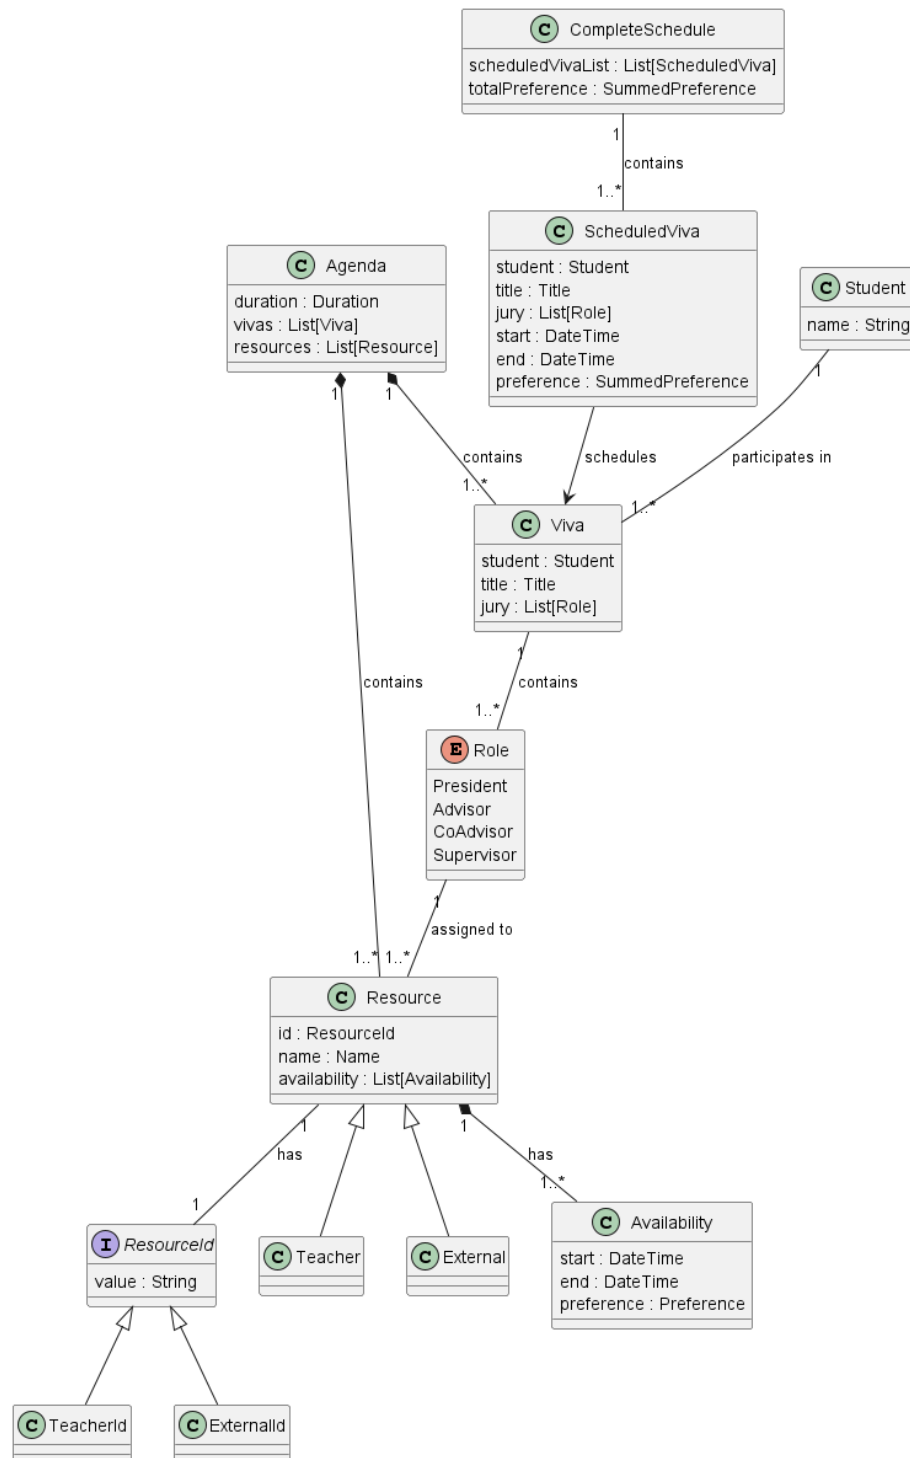 C CompleteSchedule
scheduledVivaList : List[ScheduledViva]
totalPreference : SummedPreference
1
contains
1..*
C ScheduledViva
student : Student
title : Title
jury : List[Role]
start : DateTime
end : DateTime
preference : SummedPreference
C Agenda
duration : Duration
vivas : List[Viva]
resources : List[Resource]
C Student
name : String
1
1
1
contains
schedules
participates in
1..*
1..*
C Viva
student : Student
title : Title
jury : List[Role]
1
contains
contains
1..*
E Role
President
Advisor
CoAdvisor
Supervisor
1
assigned to
1..*
1..*
C Resource
id : ResourceId
name : Name
availability : List[Availability]
1
1
has
has
1
1..*
I ResourceId
value : String
C Teacher
C External
C Availability
start : DateTime
end : DateTime
preference : Preference
C TeacherId
C ExternalId